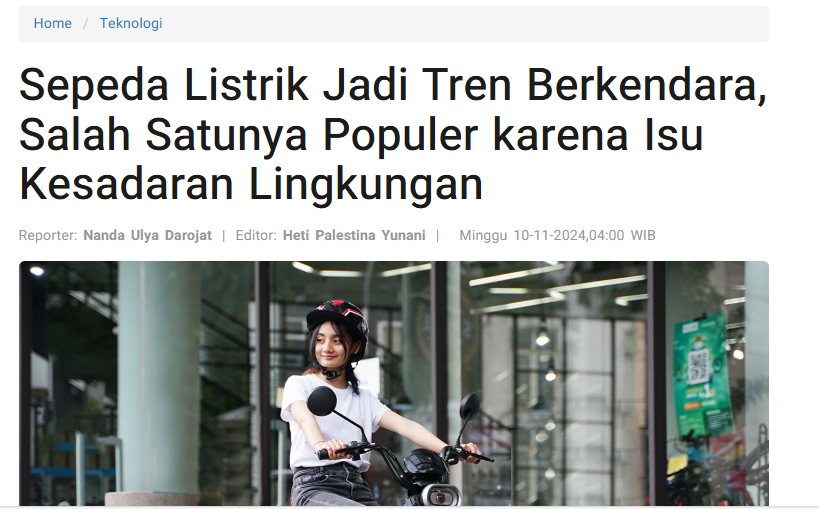 Home / Teknologi
Sepeda Listrik Jadi Tren Berkendara,
Salah Satunya Populer karena Isu
Kesadaran Lingkungan
Reporter: Nanda Ulya Darojat | Editor: Heti Palestina Yunani | Minggu 10-11-2024,04:00 WIB